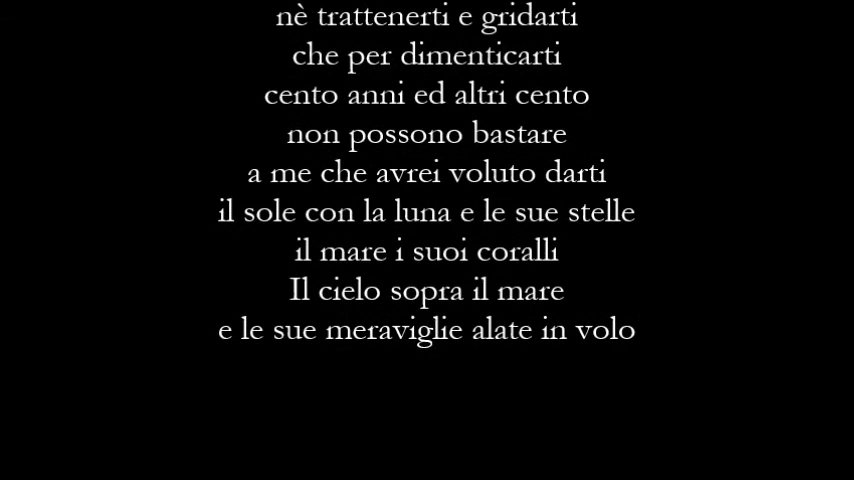 nè trattenerti e gridarti
che per dimenticarti
cento anni ed altri cento
non possono bastare
a me che avrei voluto darti
il sole con la luna e le sue stelle
il mare i suoi coralli
Il cielo sopra il mare
e le sue meraviglie alate in volo